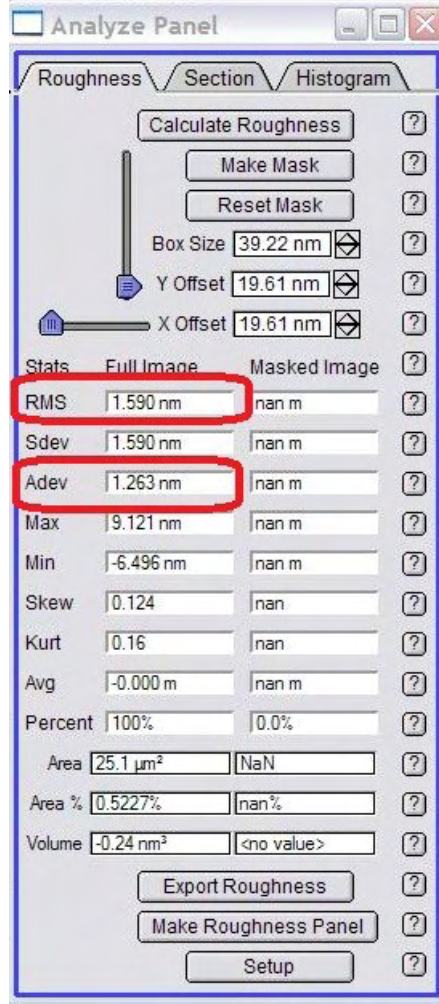 Analyze Panel
Roughness Section Histogram
Calculate Roughness ?
Make Mask ?
Reset Mask ?
Box Size 39.22 nm ?
Y Offset 19.61 nm ?
X Offset 19.61 nm ?
Stats Full Image Masked Image ?
RMS 1.590 nm nan m ?
Sdev 1.590 nm nan m ?
Adev 1.263 nm nan m ?
Max 9.121 nm nan m ?
Min -6.496 nm nan m ?
Skew 0.124 nan ?
Kurt 0.16 nan ?
Avg -0.000 m nan m ?
Percent 100% 0.0% ?
Area 25.1 µm² NaN ?
Area % 0.5227% nan% ?
Volume -0.24 nm³ <no value> ?
Export Roughness ?
Make Roughness Panel ?
Setup ?